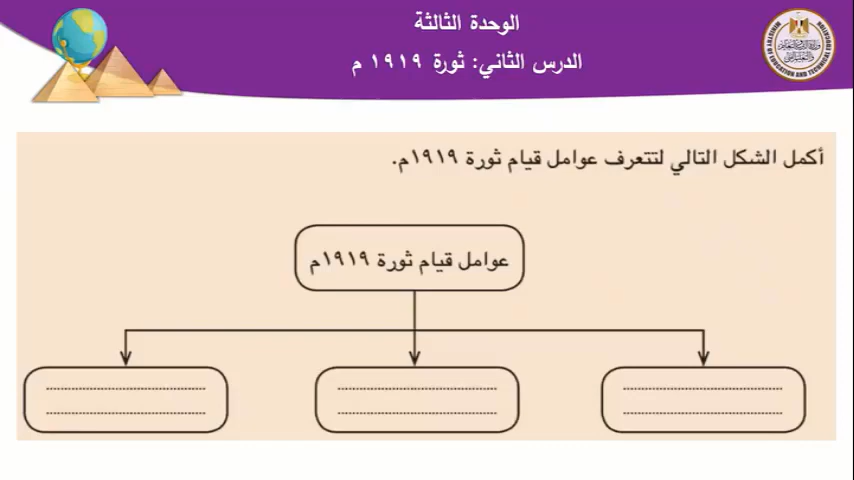 الوحدة الثالثة
الدرس الثاني: ثورة ١٩١٩ م
أكمل الشكل التالي لتتعرف عوامل قيام ثورة ١٩١٩م.
عوامل قيام ثورة ١٩١٩م